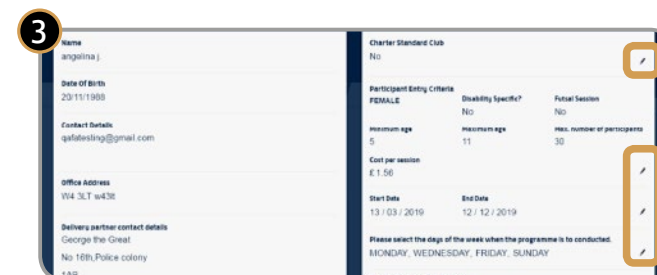 3
Name
angelina j
Date Of Birth
20/11/1988
Contact Details
qafatesting@gmail.com
Office Address
W4 3LT w43lt
Delivery partner contact details
George the Great
No 16th,Police colony
Charter Standard Club
No
Participant Entry Criteria
FEMALE
Disability Specific?
No
Futsal Session
No
Minimum age
5
Maximum age
11
Max. number of participants
30
Cost per session
£1.56
Start Date
13 / 03 / 2019
End Date
12 / 12 / 2019
Please select the days of the week when the programme is to conducted.
MONDAY, WEDNESDAY, FRIDAY, SUNDAY